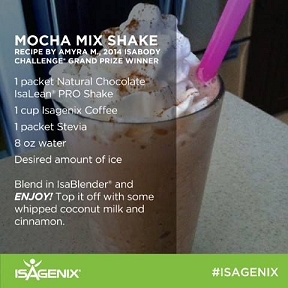 MOCHA MIX SHAKE
RECIPE BY AMYRA M., 2014 ISABODY
CHALLENGE® GRAND PRIZE WINNER
1 packet Natural Chocolate
IsaLean® PRO Shake
1 cup Isagenix Coffee
1 packet Stevia
8 oz water
Desired amount of ice
Blend in IsaBlender® and
ENJOY! Top it off with some
whipped coconut milk and
cinnamon.
ISAGENIX®
#ISAGENIX